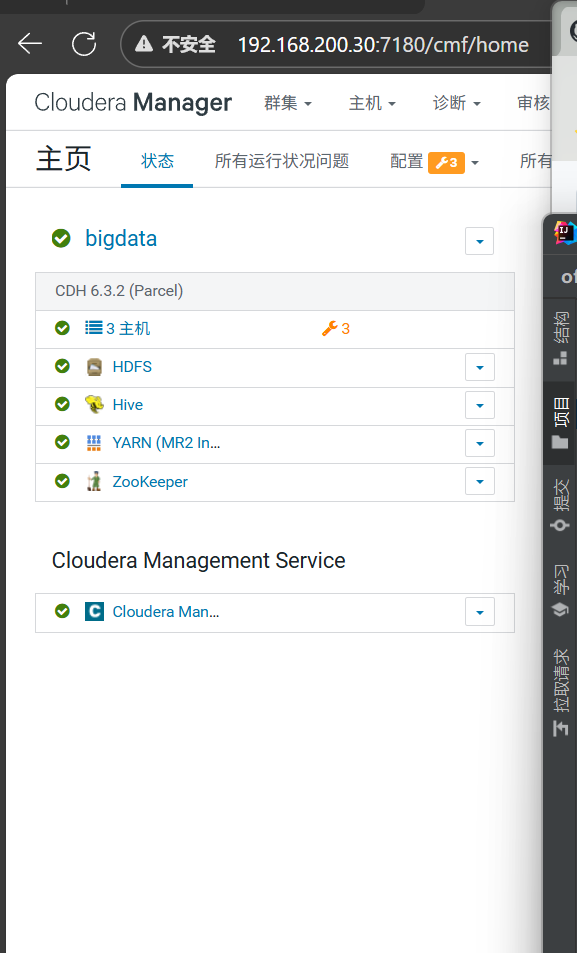 不安全 192.168.200.30:7180/cmf/home
Cloudera Manager 群集 主机 诊断 审核
主页 状态 所有运行状况问题 配置 3 所有
bigdata
CDH 6.3.2 (Parcel)
3 主机 3
HDFS
Hive
YARN (MR2 In...
ZooKeeper
Cloudera Management Service
C Cloudera Man...
IJ
of
结构
项目
提交
学习
拉取请求